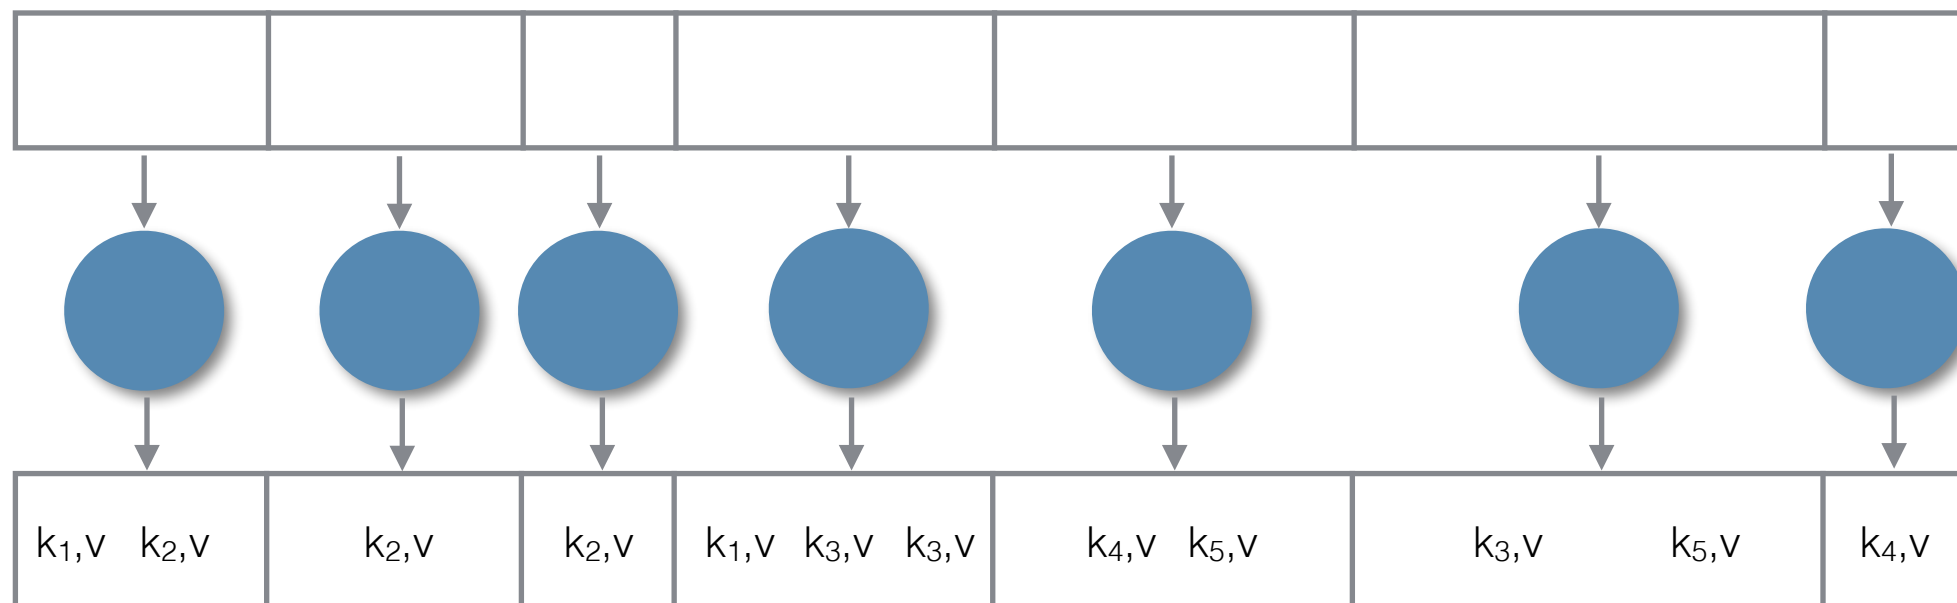 k₁,v k₂,v k₂,v k₂,v k₁,v k₃,v k₃,v k₄,v k₅,v k₃,v k₅,v k₄,v